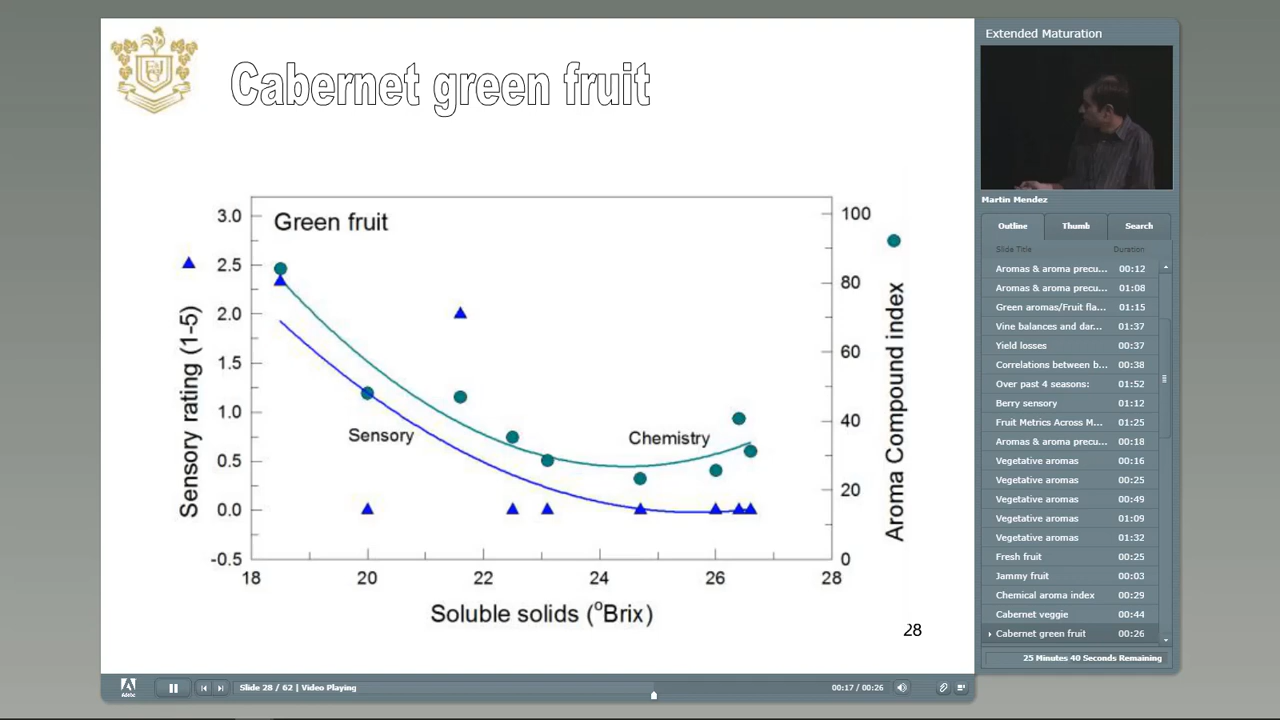 Cabernet green fruit
Green fruit
Sensory rating (1-5)
3.0
2.5
2.0
1.5
1.0
0.5
0.0
-0.5
Sensory
Chemistry
100
80
60
40
20
0
Aroma Compound index
18 20 22 24 26 28
Soluble solids (°Brix)
28
Extended Maturation
Martin Mendez
Outline Thumb Search
Slide Title Duration
Aromas & aroma precu... 00:12
Aromas & aroma precu... 01:08
Green aromas/Fruit fla... 01:15
Vine balances and dar... 01:37
Yield losses 00:37
Correlations between b... 00:38
Over past 4 seasons: 01:52
Berry sensory 01:12
Fruit Metrics Across M... 01:25
Aromas & aroma precu... 00:18
Vegetative aromas 00:16
Vegetative aromas 00:25
Vegetative aromas 00:49
Vegetative aromas 01:09
Vegetative aromas 01:32
Fresh fruit 00:25
Jammy fruit 00:03
Chemical aroma index 00:29
Cabernet veggie 00:44
Cabernet green fruit 00:26
25 Minutes 40 Seconds Remaining
Adobe
Slide 28 / 62 | Video Playing
00:17 / 00:26